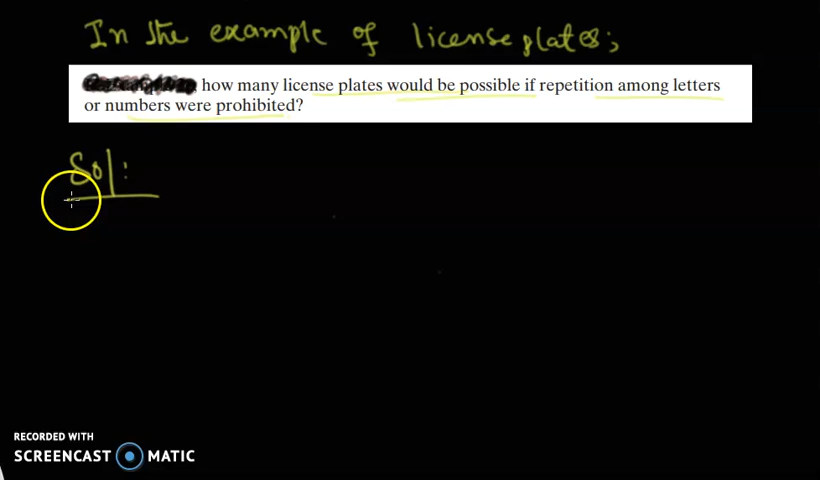 In the example of license plates;
how many license plates would be possible if repetition among letters
or numbers were prohibited?
Sol:
RECORDED WITH
SCREENCAST MATIC